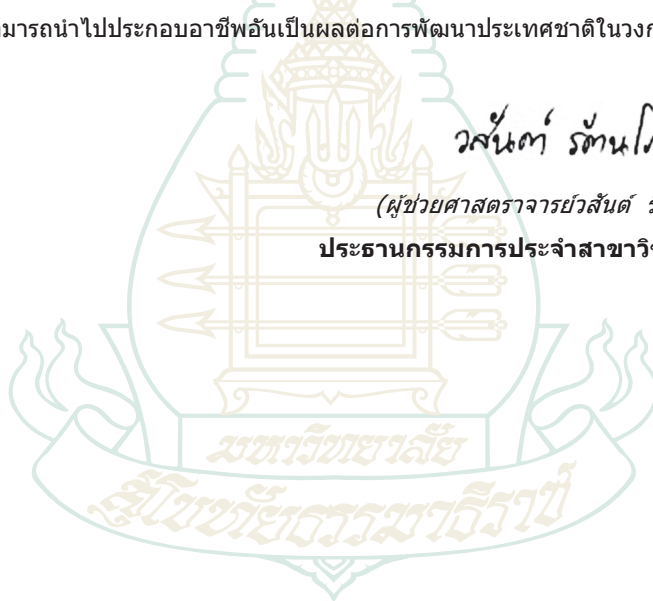 สามารถนำไปประกอบอาชีพอันเป็นผลต่อการพัฒนาประเทศชาติในวงก
วสันต์ รัตนโภ
(ผู้ช่วยศาสตราจารย์วสันต์ ร
ประธานกรรมการประจำสาขาวิช
มหาวิทยาลัย
สุโขทัยธรรมาธิราช